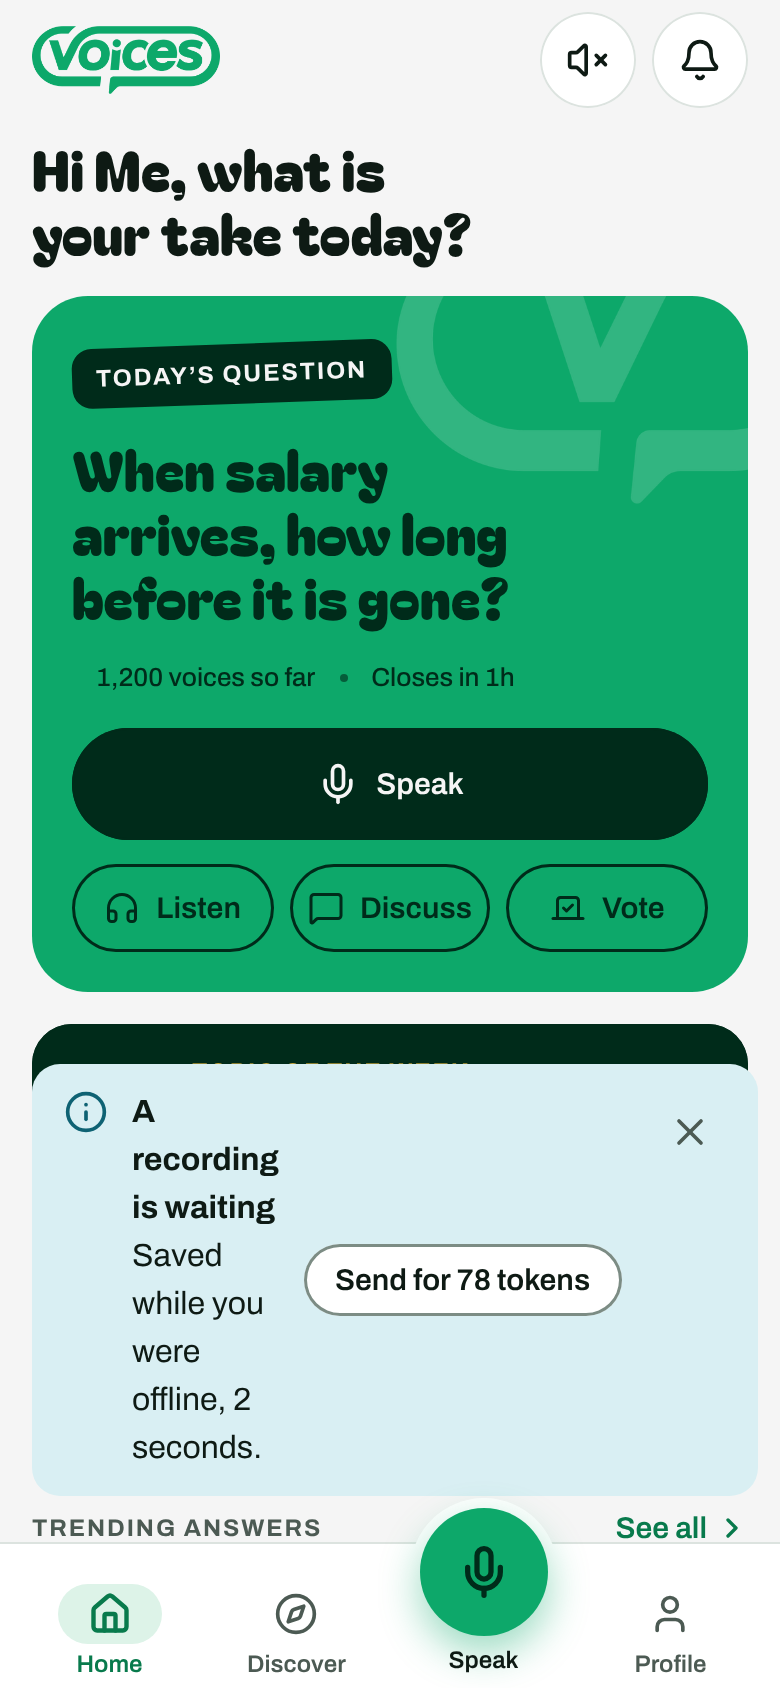 Voices
Hi Me, what is
your take today?
TODAY’S QUESTION
When salary
arrives, how long
before it is gone?
1,200 voices so far • Closes in 1h
Speak
Listen
Discuss
Vote
A
recording
is waiting
Saved
while you
were
offline, 2
seconds.
Send for 78 tokens
TRENDING ANSWERS
See all
Home
Discover
Speak
Profile